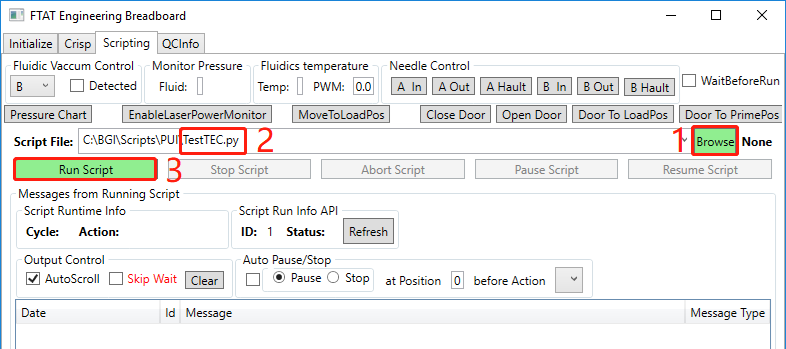 FTAT Engineering Breadboard
Initialize Crisp Scripting QCInfo
Fluidic Vaccum Control Monitor Pressure Fluidics temperature Needle Control
B Detected Fluid: Temp: PWM: 0.0 A In A Out A Hault B In B Out B Hault WaitBeforeRun
Pressure Chart EnableLaserPowerMonitor MoveToLoadPos Close Door Open Door Door To LoadPos Door To PrimePos
Script File: C:\BGI\Scripts\PUI\TestTEC.py 2 1 Browse None
Run Script 3 Stop Script Abort Script Pause Script Resume Script
Messages from Running Script
Script Runtime Info Script Run Info API
Cycle: Action: ID: 1 Status: Refresh
Output Control Auto Pause/Stop
AutoScroll Skip Wait Clear Pause Stop at Position 0 before Action
Date Id Message Message Type